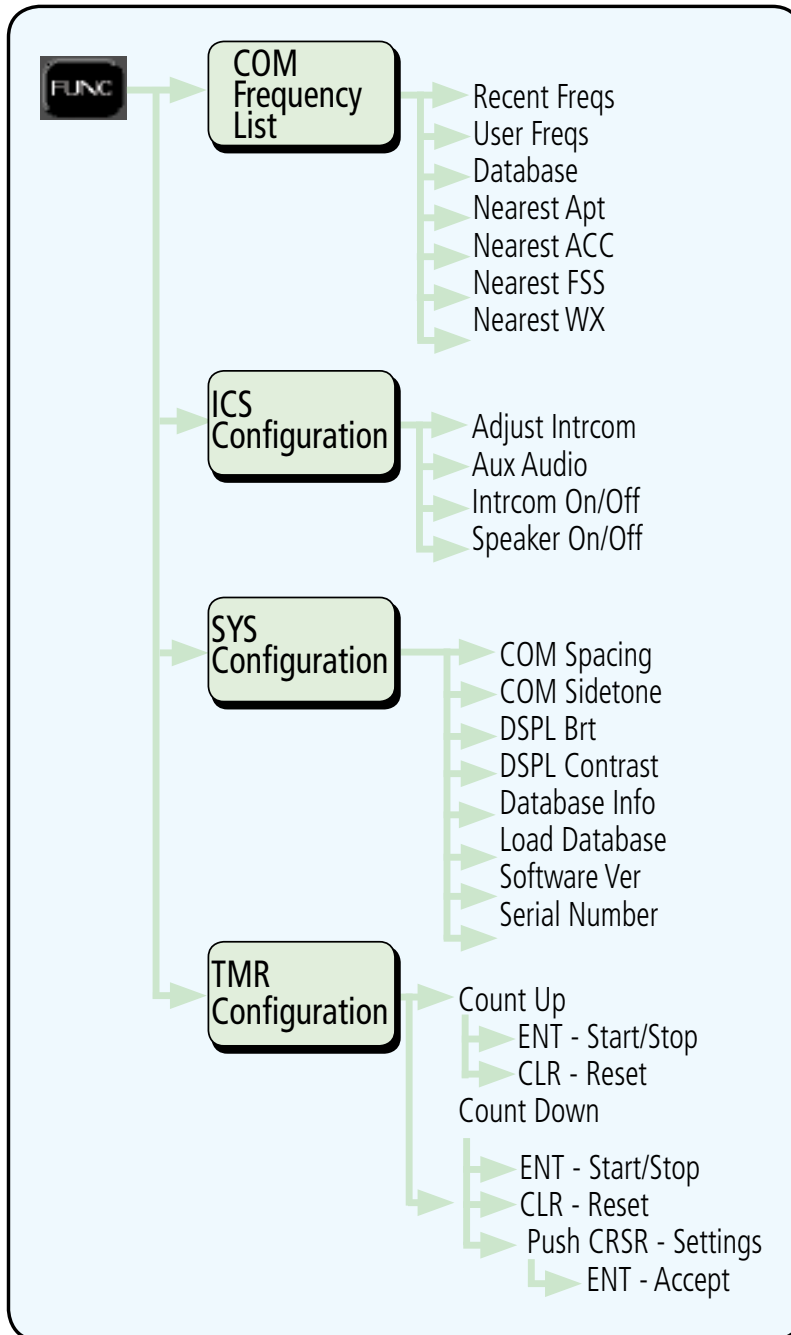 FUNC
COM
Frequency
List
Recent Freqs
User Freqs
Database
Nearest Apt
Nearest ACC
Nearest FSS
Nearest WX
ICS
Configuration
Adjust Intrcom
Aux Audio
Intrcom On/Off
Speaker On/Off
SYS
Configuration
COM Spacing
COM Sidetone
DSPL Brt
DSPL Contrast
Database Info
Load Database
Software Ver
Serial Number
TMR
Configuration
Count Up
ENT - Start/Stop
CLR - Reset
Count Down
ENT - Start/Stop
CLR - Reset
Push CRSR - Settings
ENT - Accept